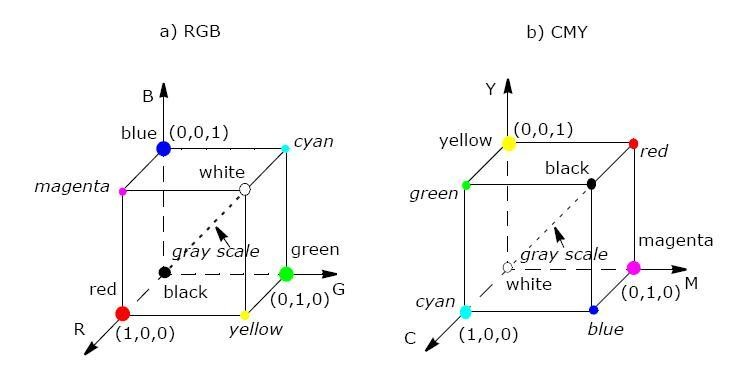 a) RGB
B
blue
(0,0,1)
cyan
white
magenta
gray scale
green
red
black
(0,1,0)
G
R
(1,0,0)
yellow
b) CMY
Y
yellow
(0,0,1)
red
black
green
gray scale
magenta
white
cyan
(0,1,0)
M
C
(1,0,0)
blue